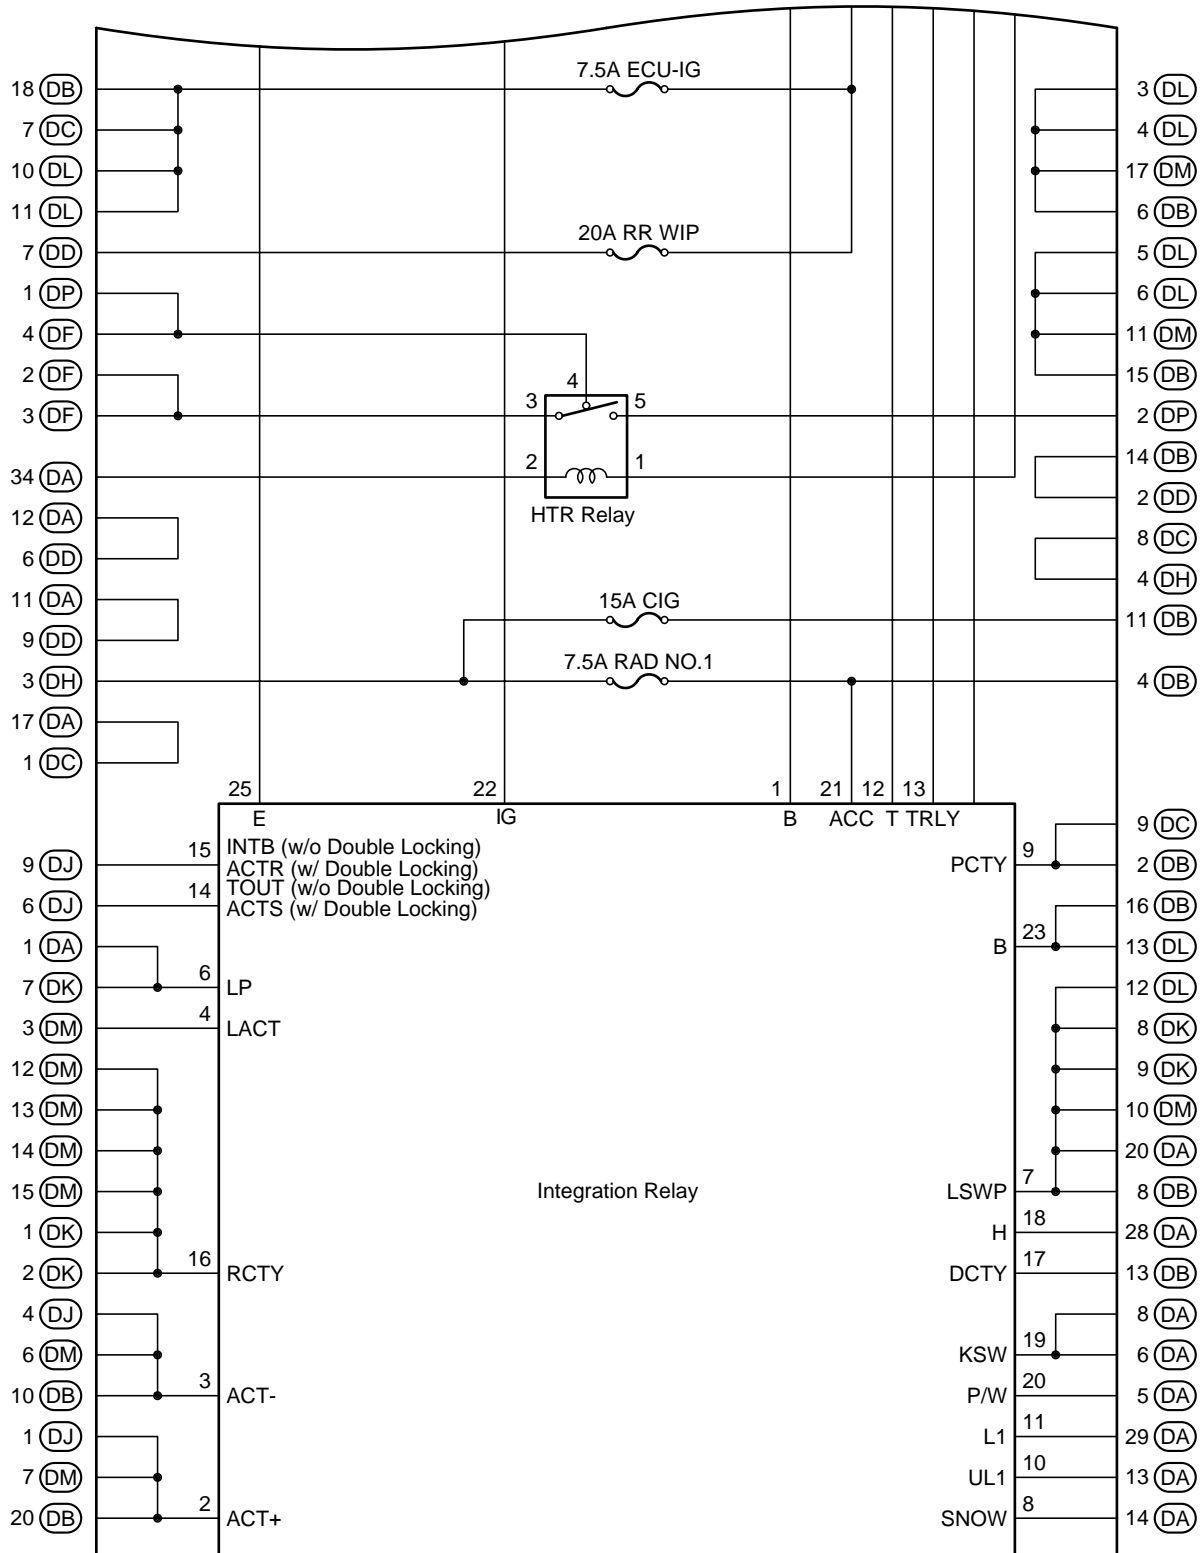 7.5A ECU-IG
18 DB
3 DL
7 DC
4 DL
10 DL
17 DM
11 DL
6 DB
20A RR WIP
7 DD
5 DL
1 DP
6 DL
4 DF
11 DM
2 DF
4
15 DB
3 DF
3
5
2 DP
14 DB
34 DA
2
1
2 DD
HTR Relay
12 DA
8 DC
6 DD
4 DH
11 DA
15A CIG
11 DB
9 DD
7.5A RAD NO.1
3 DH
4 DB
17 DA
1 DC
25
22
1
21
12
13
E
IG
B
ACC
T
TRLY
9 DC
15
INTB (w/o Double Locking)
9 DJ
ACTR (w/ Double Locking)
PCTY
9
2 DB
14
TOUT (w/o Double Locking)
6 DJ
ACTS (w/ Double Locking)
16 DB
1 DA
B
23
13 DL
7 DK
6
LP
12 DL
3 DM
4
LACT
8 DK
12 DM
9 DK
13 DM
10 DM
14 DM
20 DA
15 DM
Integration Relay
LSWP
7
8 DB
1 DK
H
18
28 DA
2 DK
16
RCTY
DCTY
17
13 DB
4 DJ
8 DA
6 DM
KSW
19
6 DA
10 DB
3
ACT-
P/W
20
5 DA
1 DJ
L1
11
29 DA
7 DM
UL1
10
13 DA
20 DB
2
ACT+
SNOW
8
14 DA